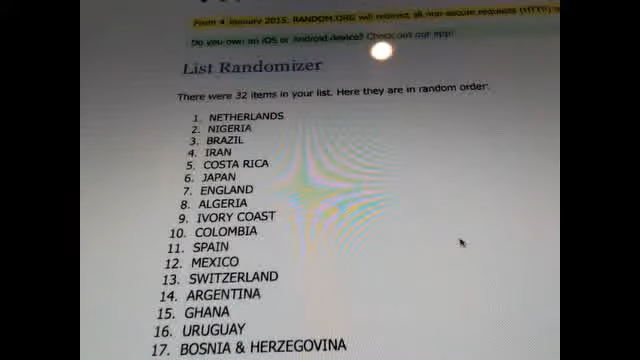 From 4 January 2015, RANDOM.ORG will redirect all non-secure requests (HTTP)
Do you own an iOS or Android device? Check out our app!
List Randomizer
There were 32 items in your list. Here they are in random order:
1. NETHERLANDS
2. NIGERIA
3. BRAZIL
4. IRAN
5. COSTA RICA
6. JAPAN
7. ENGLAND
8. ALGERIA
9. IVORY COAST
10. COLOMBIA
11. SPAIN
12. MEXICO
13. SWITZERLAND
14. ARGENTINA
15. GHANA
16. URUGUAY
17. BOSNIA & HERZEGOVINA